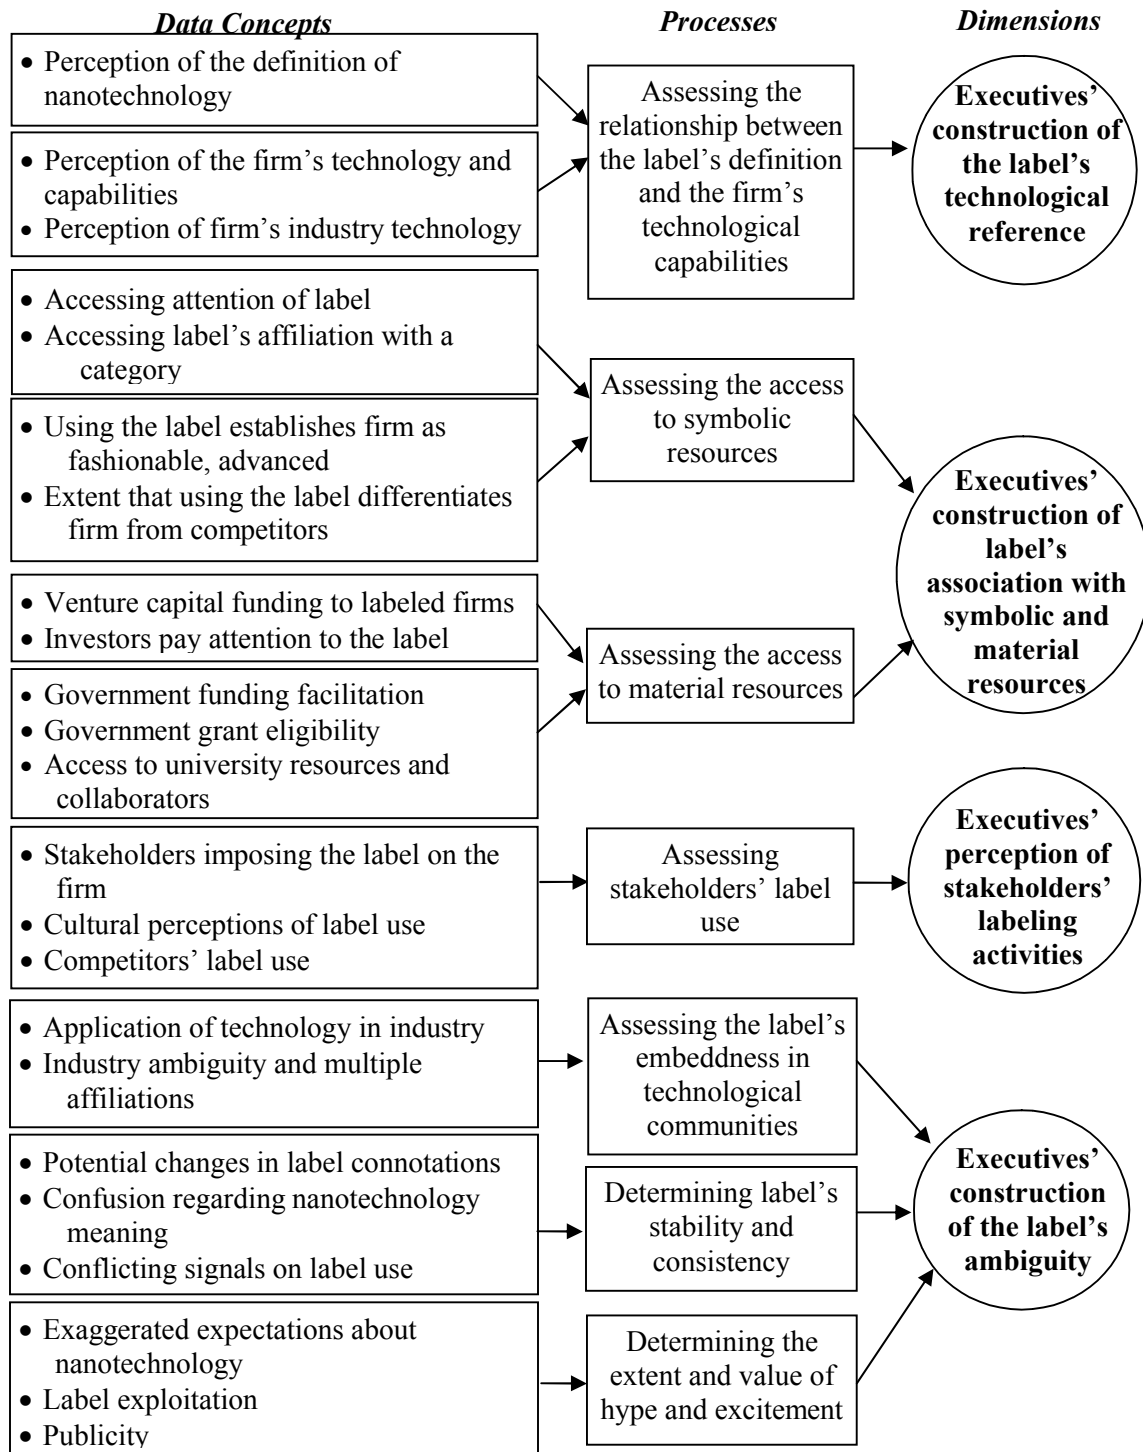 Data Concepts
Processes
Dimensions
• Perception of the definition of
nanotechnology
• Perception of the firm's technology and
capabilities
• Perception of firm's industry technology
Assessing the
relationship between
the label's definition
and the firm's
technological
capabilities
Executives'
construction of
the label's
technological
reference
• Accessing attention of label
• Accessing label's affiliation with a
category
• Using the label establishes firm as
fashionable, advanced
• Extent that using the label differentiates
firm from competitors
Assessing the access
to symbolic
resources
• Venture capital funding to labeled firms
• Investors pay attention to the label
• Government funding facilitation
• Government grant eligibility
• Access to university resources and
collaborators
Assessing the access
to material resources
Executives'
construction of
label's
association with
symbolic and
material
resources
• Stakeholders imposing the label on the
firm
• Cultural perceptions of label use
• Competitors' label use
Assessing
stakeholders' label
use
Executives'
perception of
stakeholders'
labeling
activities
• Application of technology in industry
• Industry ambiguity and multiple
affiliations
Assessing the label's
embeddness in
technological
communities
• Potential changes in label connotations
• Confusion regarding nanotechnology
meaning
• Conflicting signals on label use
Determining label's
stability and
consistency
• Exaggerated expectations about
nanotechnology
• Label exploitation
• Publicity
Determining the
extent and value of
hype and excitement
Executives'
construction
of the label's
ambiguity